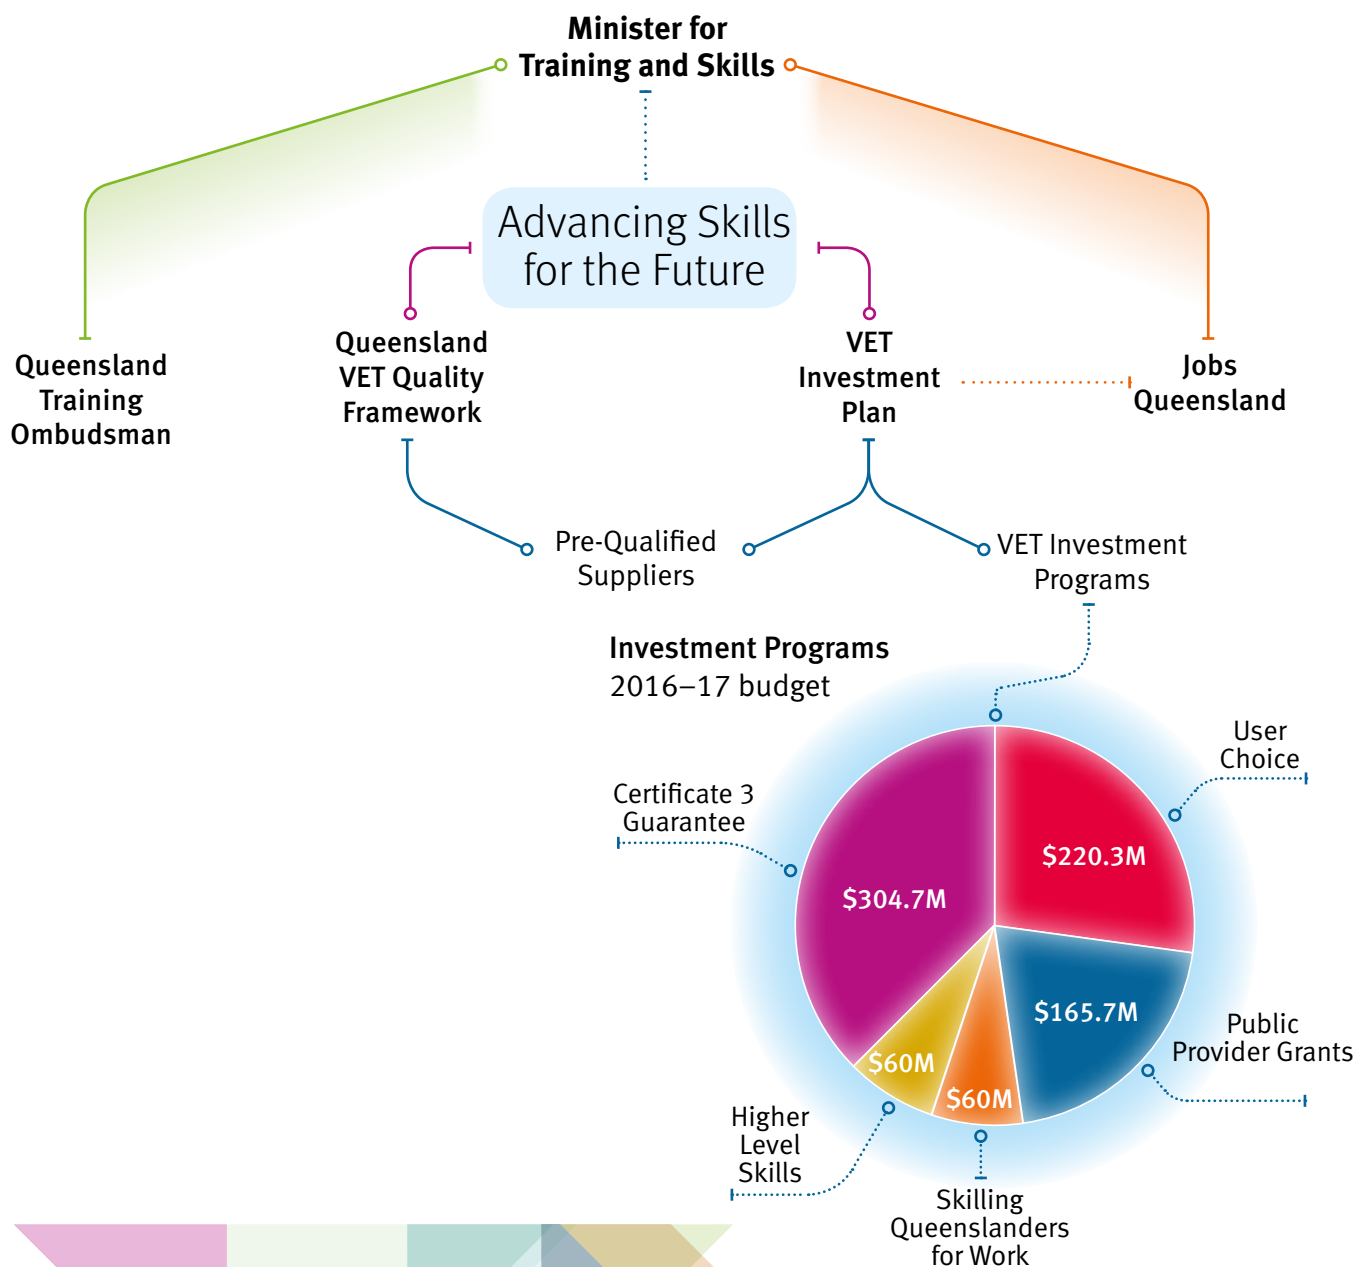 Minister for
Training and Skills
Advancing Skills
for the Future
Queensland
Training
Ombudsman
Queensland
VET Quality
Framework
VET
Investment
Plan
Jobs
Queensland
Pre-Qualified
Suppliers
VET Investment
Programs
Investment Programs
2016–17 budget
User
Choice
Certificate 3
Guarantee
$220.3M
$304.7M
$165.7M
Public
Provider Grants
$60M
$60M
Higher
Level
Skills
Skilling
Queenslanders
for Work